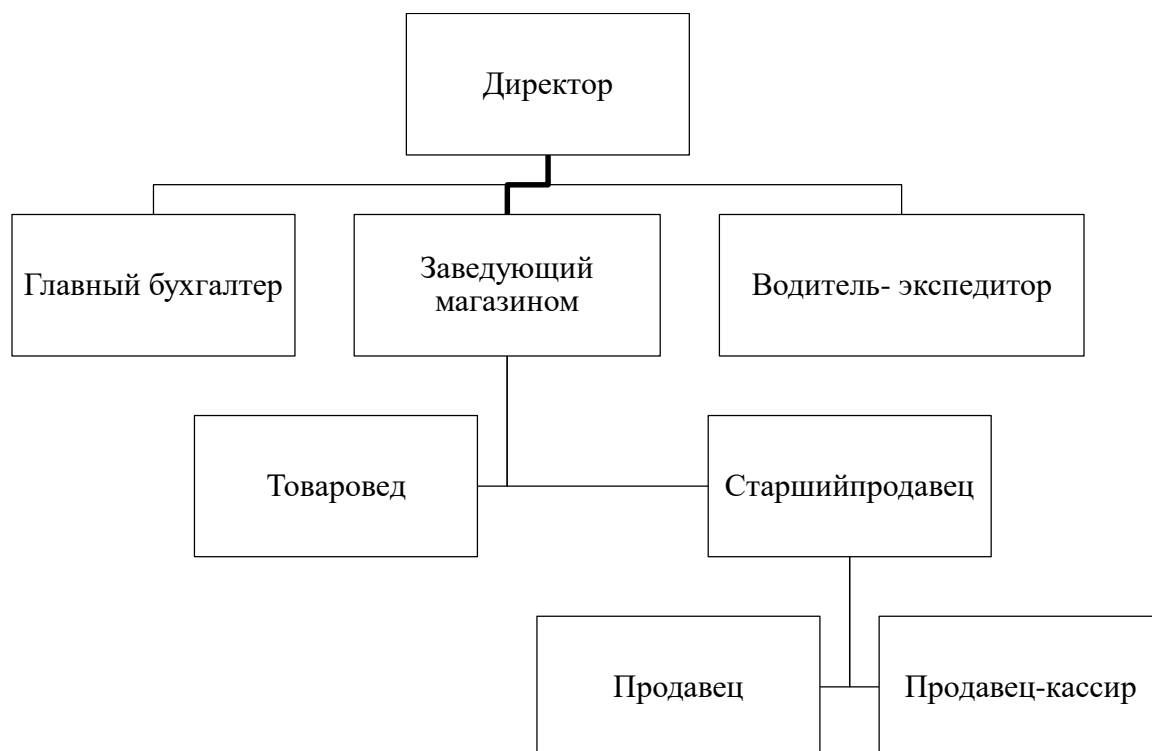 Директор
Главный бухгалтер
Заведующий
магазином
Водитель- экспедитор
Товаровед
Старшийпродавец
Продавец
Продавец-кассир